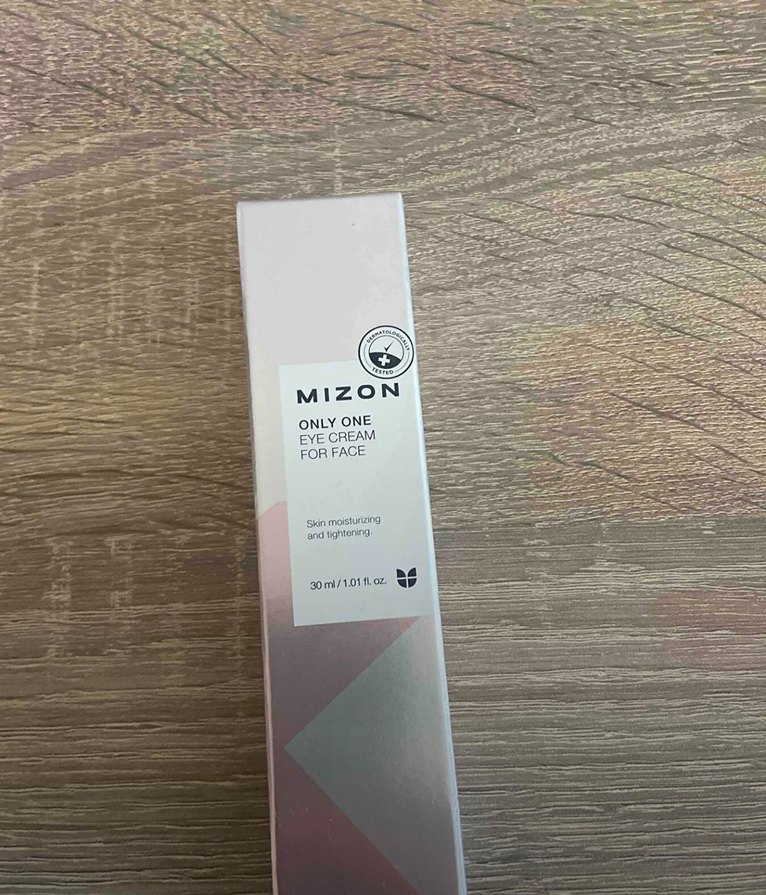 DERMATOLOGICALLY
TESTED
MIZON
ONLY ONE
EYE CREAM
FOR FACE
Skin moisturizing
and tightening.
30 ml / 1.01 fl. oz.